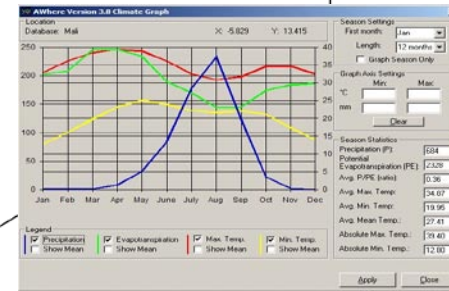 AWhere Version 3.0 Climate Graph
Location
Database: Mali X: -5.829 Y: 13.415
250 200 150 100 50 0
40 35 30 25 20 15 10 5 0
Jan Feb Mar Apr May Jun Jul Aug Sep Oct Nov Dec
Legend
Precipitation Evapotranspiration Max. Temp. Min. Temp.
Show Mean Show Mean Show Mean Show Mean
Season Settings
First month: Jan
Length: 12 months
Graph Season Only
Graph Axis Settings
Min: Max:
°C
mm
Clear
Season Statistics
Precipitation (P): 684
Potential
Evapotranspiration (PE): 2328
Avg. P/PE (ratio): 0.36
Avg. Max. Temp: 34.87
Avg. Min. Temp: 19.95
Avg. Mean Temp.: 27.41
Absolute Max. Temp.: 39.40
Absolute Min. Temp.: 12.80
Apply Close